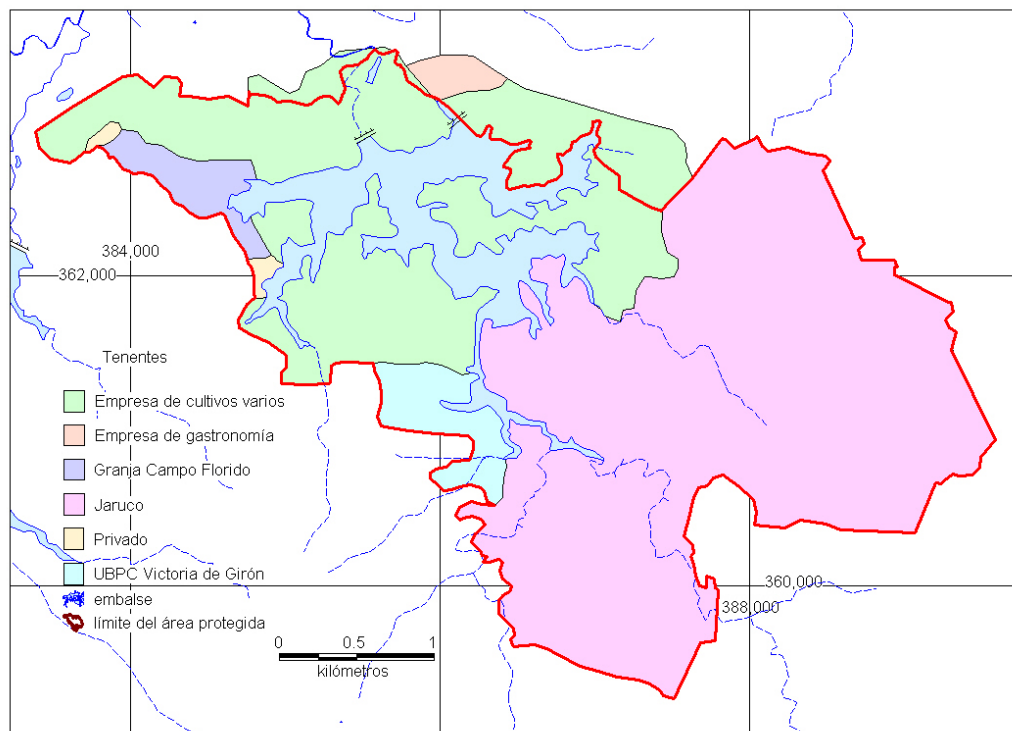 384,000
362,000
Tenentes
Empresa de cultivos varios
Empresa de gastronomía
Granja Campo Florido
Jaruco
Privado
UBPC Victoria de Girón
embalse
límite del área protegida
360,000
388,000
0 0.5 1
kilómetros